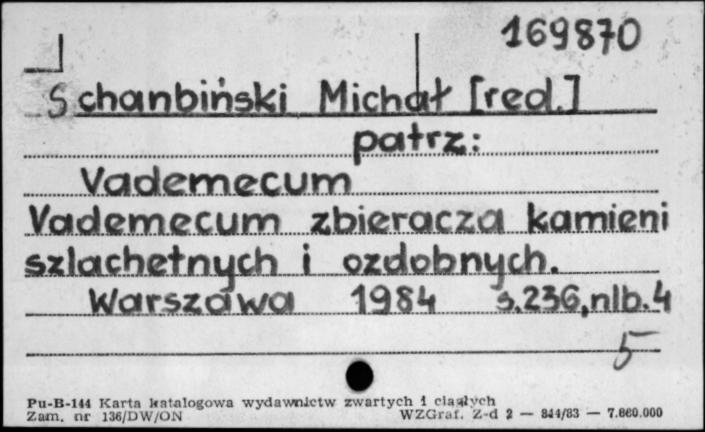 169870
Schanbiński Michał [red.]
patrz:
Vademecum
Vademecum zbieracza kamieni
szlachetnych i ozdobnych.
Warszawa 1984 s.236,nlb.4
5
Pu-B-144 Karta katalogowa wydawnictw zwartych i ciągłych
Zam. nr 136/DW/ON WZGraf. Z-d 2 — 844/83 — 7.660.000